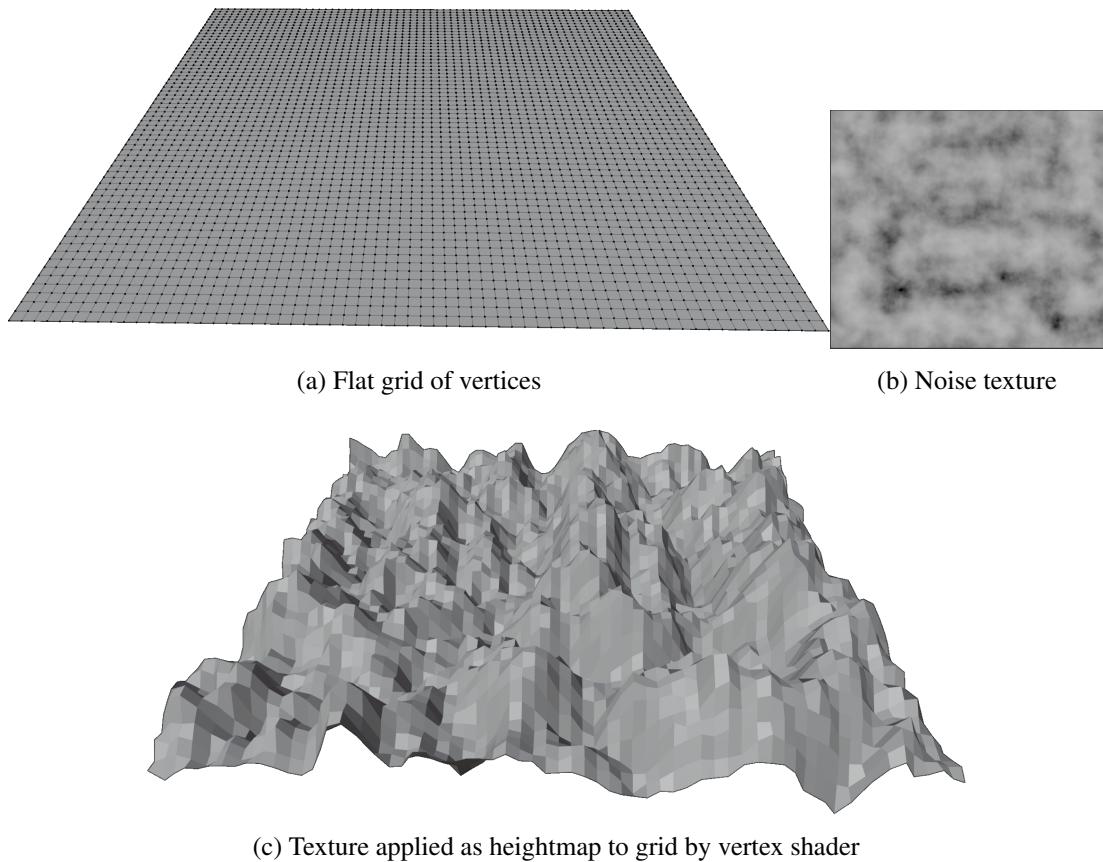 (a) Flat grid of vertices
(b) Noise texture
(c) Texture applied as heightmap to grid by vertex shader